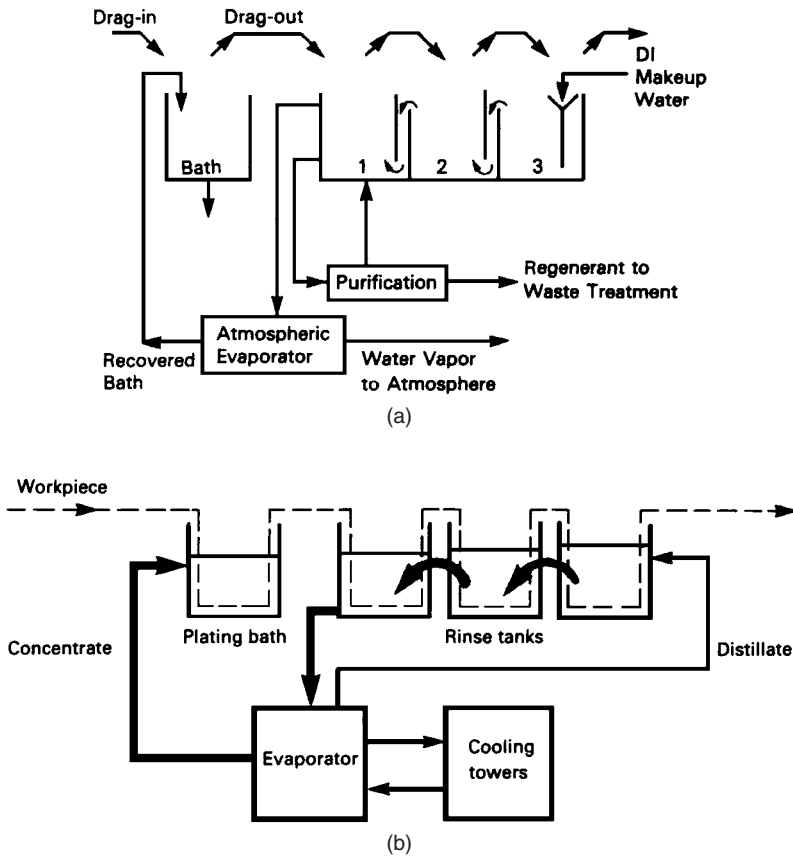 Drag-in
Drag-out
DI
Makeup
Water
Bath
1
2
3
Purification
Regenerant to
Waste Treatment
Atmospheric
Evaporator
Recovered
Bath
Water Vapor
to Atmosphere
(a)
Workpiece
Plating bath
Rinse tanks
Concentrate
Distillate
Evaporator
Cooling
towers
(b)